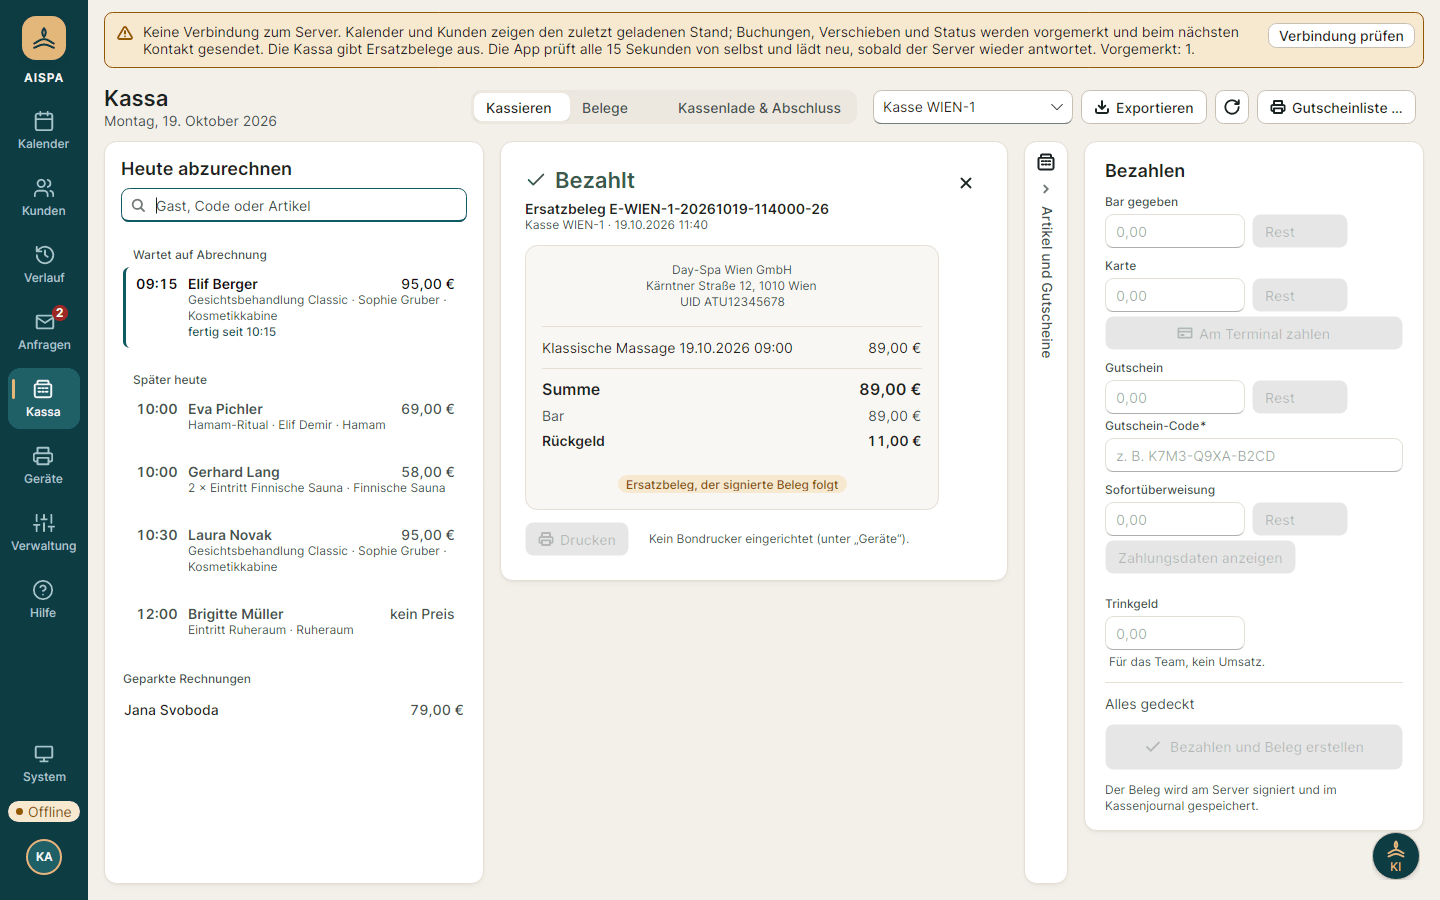 AISPA
Kalender
Kunden
Verlauf
2
Anfragen
Kassa
Geräte
Verwaltung
Hilfe
System
Offline
KA
Keine Verbindung zum Server. Kalender und Kunden zeigen den zuletzt geladenen Stand; Buchungen, Verschieben und Status werden vorgemerkt und beim nächsten
Kontakt gesendet. Die Kassa gibt Ersatzbelege aus. Die App prüft alle 15 Sekunden von selbst und lädt neu, sobald der Server wieder antwortet. Vorgemerkt: 1.
Verbindung prüfen
Kassa
Montag, 19. Oktober 2026
Kassieren
Belege
Kassenlade & Abschluss
Kasse WIEN-1
Exportieren
Gutscheinliste ...
Heute abzurechnen
Gast, Code oder Artikel
Wartet auf Abrechnung
09:15 Elif Berger 95,00 €
Gesichtsbehandlung Classic · Sophie Gruber ·
Kosmetikkabine
fertig seit 10:15
Später heute
10:00 Eva Pichler 69,00 €
Hamam-Ritual · Elif Demir · Hamam
10:00 Gerhard Lang 58,00 €
2 × Eintritt Finnische Sauna · Finnische Sauna
10:30 Laura Novak 95,00 €
Gesichtsbehandlung Classic · Sophie Gruber ·
Kosmetikkabine
12:00 Brigitte Müller kein Preis
Eintritt Ruheraum · Ruheraum
Geparkte Rechnungen
Jana Svoboda 79,00 €
Bezahlt
Ersatzbeleg E-WIEN-1-20261019-114000-26
Kasse WIEN-1 · 19.10.2026 11:40
Day-Spa Wien GmbH
Kärntner Straße 12, 1010 Wien
UID ATU12345678
Klassische Massage 19.10.2026 09:00 89,00 €
Summe 89,00 €
Bar 89,00 €
Rückgeld 11,00 €
Ersatzbeleg, der signierte Beleg folgt
Drucken
Kein Bondrucker eingerichtet (unter „Geräte“).
Artikel und Gutscheine
Bezahlen
Bar gegeben
0,00 Rest
Karte
0,00 Rest
Am Terminal zahlen
Gutschein
0,00 Rest
Gutschein-Code*
z. B. K7M3-Q9XA-B2CD
Sofortüberweisung
0,00 Rest
Zahlungsdaten anzeigen
Trinkgeld
0,00
Für das Team, kein Umsatz.
Alles gedeckt
Bezahlen und Beleg erstellen
Der Beleg wird am Server signiert und im
Kassenjournal gespeichert.
KI